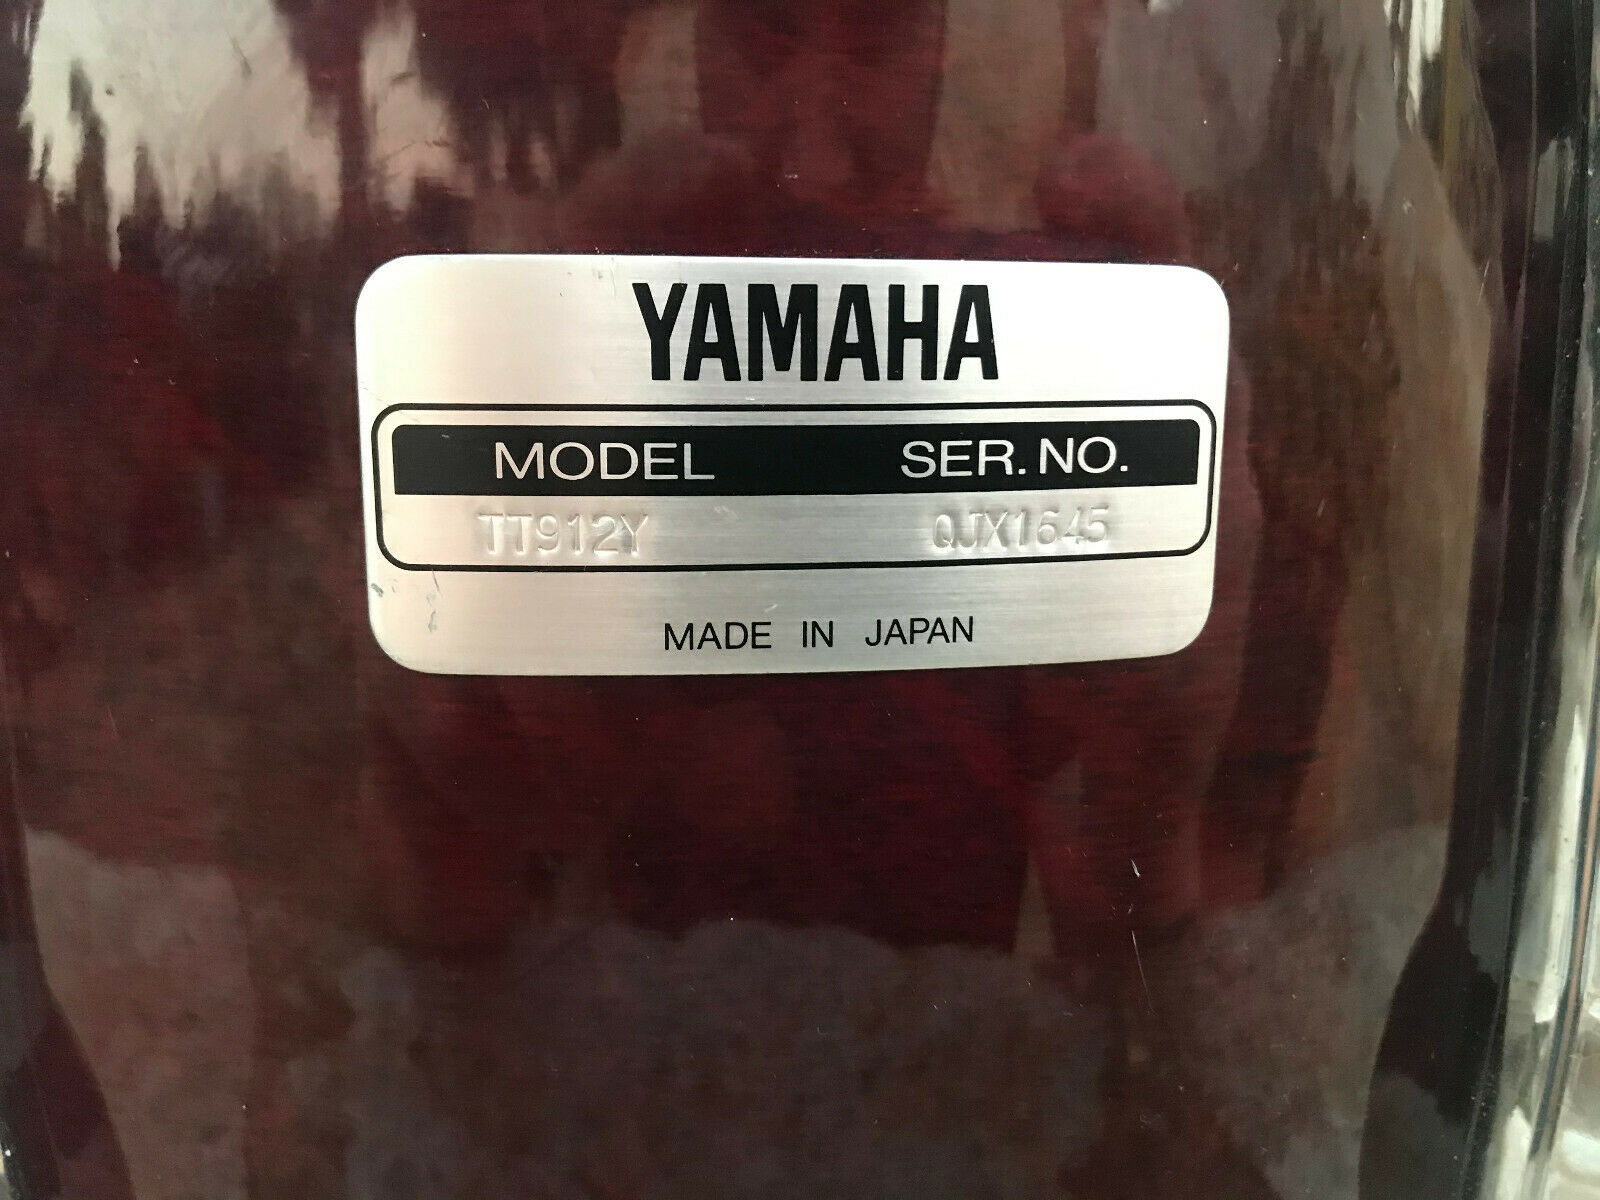 YAMAHA
MODEL SER. NO.
TT912Y QJX1645
MADE IN JAPAN